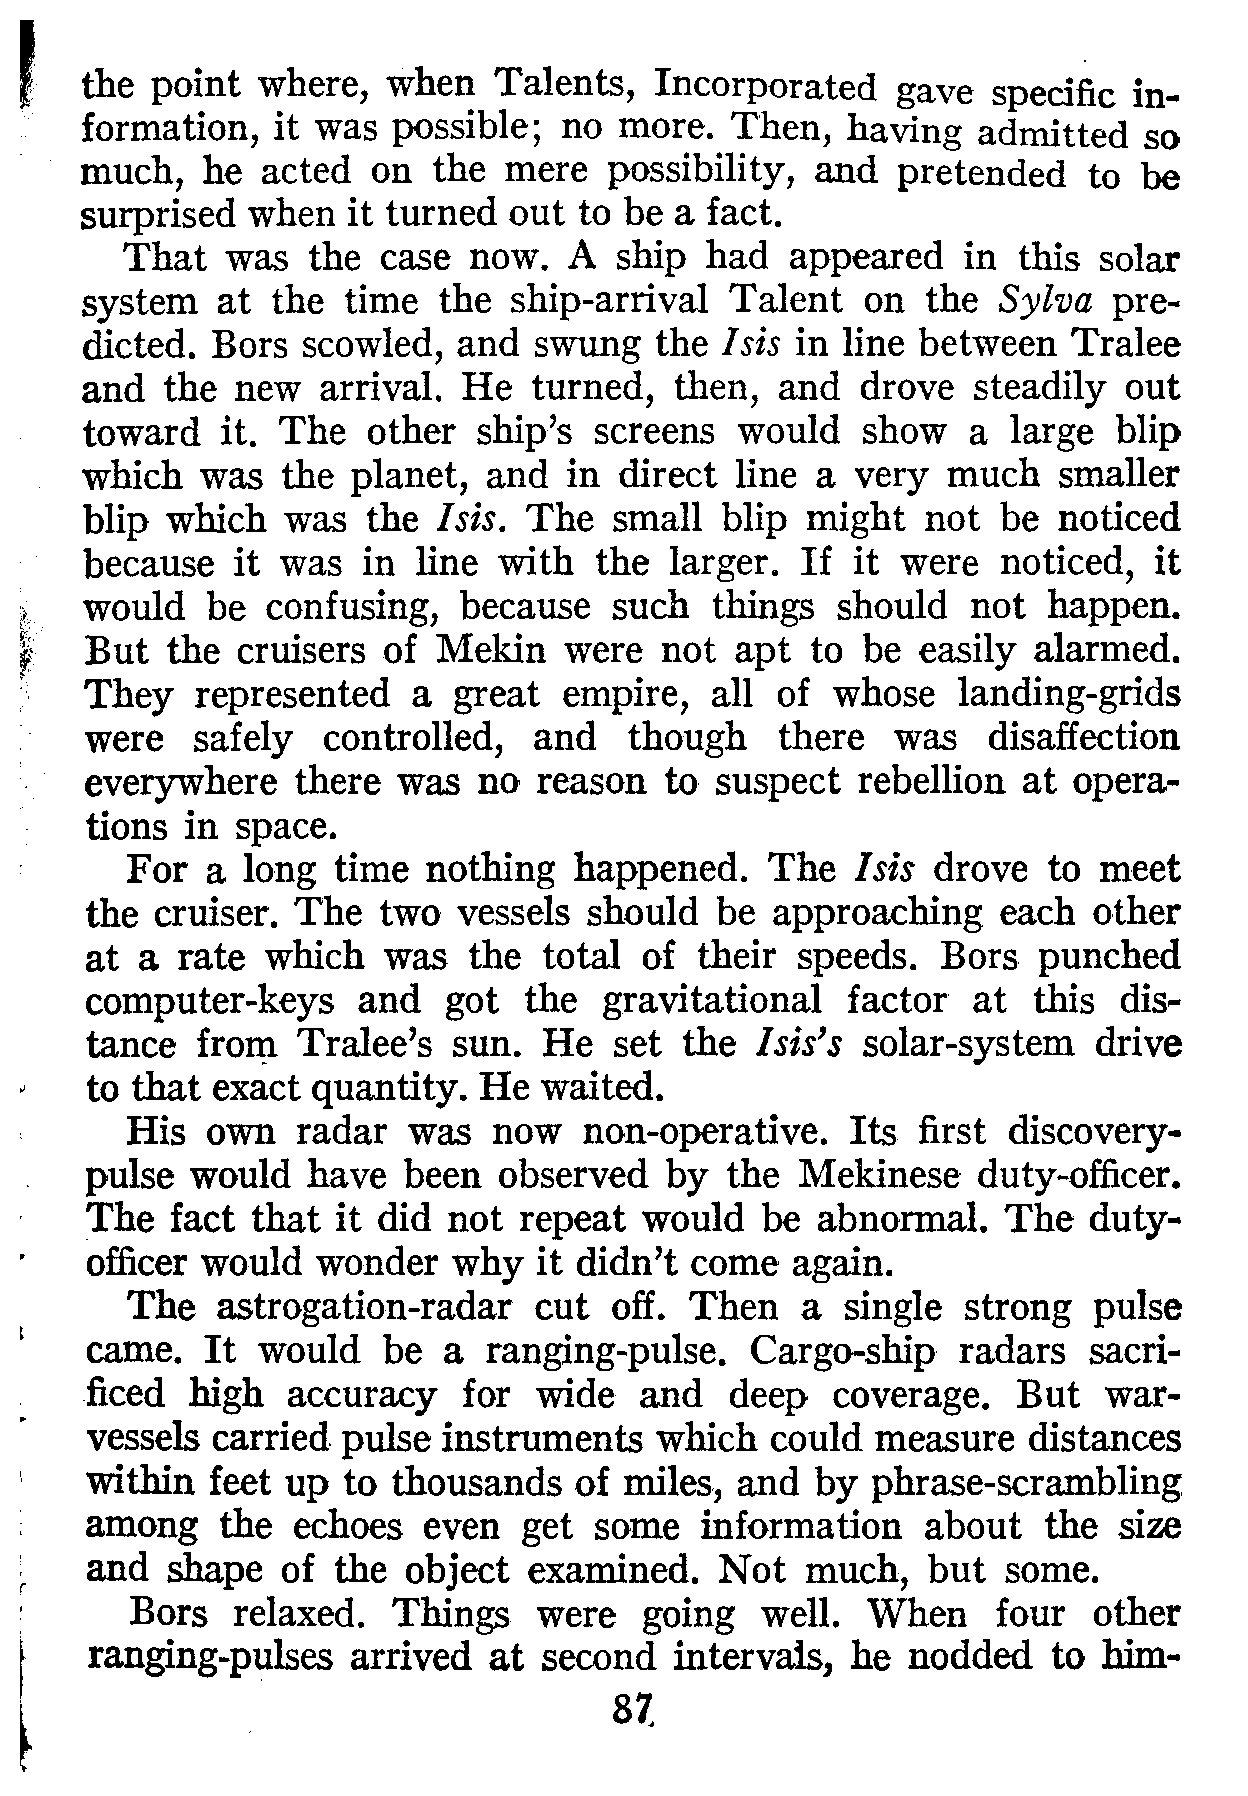 the point where, when Talents, Incorporated gave specific in-
formation, it was possible; no more. Then, having admitted so
much, he acted on the mere possibility, and pretended to be
surprised when it turned out to be a fact.
That was the case now. A ship had appeared in this solar
system at the time the ship-arrival Talent on the Sylva pre-
dicted. Bors scowled, and swung the Isis in line between Tralee
and the new arrival. He turned, then, and drove steadily out
toward it. The other ship's screens would show a large blip
which was the planet, and in direct line a very much smaller
blip which was the Isis. The small blip might not be noticed
because it was in line with the larger. If it were noticed, it
would be confusing, because such things should not happen.
But the cruisers of Mekin were not apt to be easily alarmed.
They represented a great empire, all of whose landing-grids
were safely controlled, and though there was disaffection
everywhere there was no reason to suspect rebellion at opera-
tions in space.
For a long time nothing happened. The Isis drove to meet
the cruiser. The two vessels should be approaching each other
at a rate which was the total of their speeds. Bors punched
computer-keys and got the gravitational factor at this dis-
tance from Tralee's sun. He set the Isis's solar-system drive
to that exact quantity. He waited.
His own radar was now non-operative. Its first discovery-
pulse would have been observed by the Mekinese duty-officer.
The fact that it did not repeat would be abnormal. The duty-
officer would wonder why it didn't come again.
The astrogation-radar cut off. Then a single strong pulse
came. It would be a ranging-pulse. Cargo-ship radars sacri-
ficed high accuracy for wide and deep coverage. But war-
vessels carried pulse instruments which could measure distances
within feet up to thousands of miles, and by phrase-scrambling
among the echoes even get some information about the size
and shape of the object examined. Not much, but some.
Bors relaxed. Things were going well. When four other
ranging-pulses arrived at second intervals, he nodded to him-
87